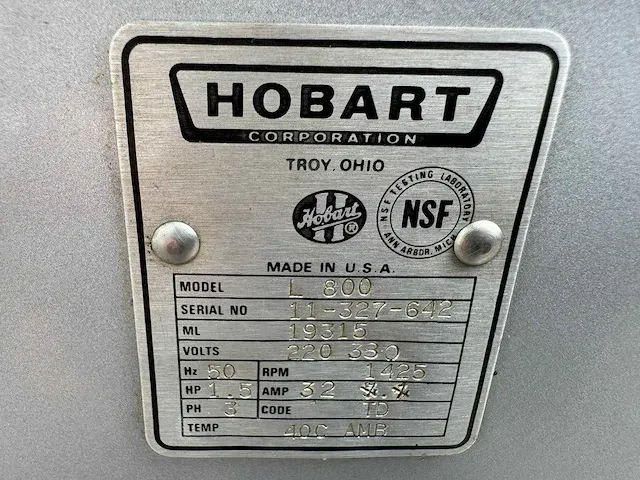 HOBART
CORPORATION
TROY, OHIO
Hobart ®
NSF TESTING LABORATORY
NSF
ANN ARBOR, MICH.
MADE IN U.S.A.
MODEL L 800
SERIAL NO 11-327-642
ML 19315
VOLTS 220 380
Hz 50 RPM 1425
HP 1.5 AMP 32
PH 3 CODE TD
TEMP 40C AMB